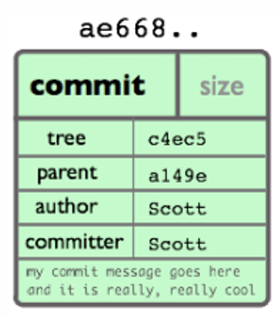 ae668..
commit size
tree c4ec5
parent a149e
author Scott
committer Scott
my commit message goes here
and it is really, really cool